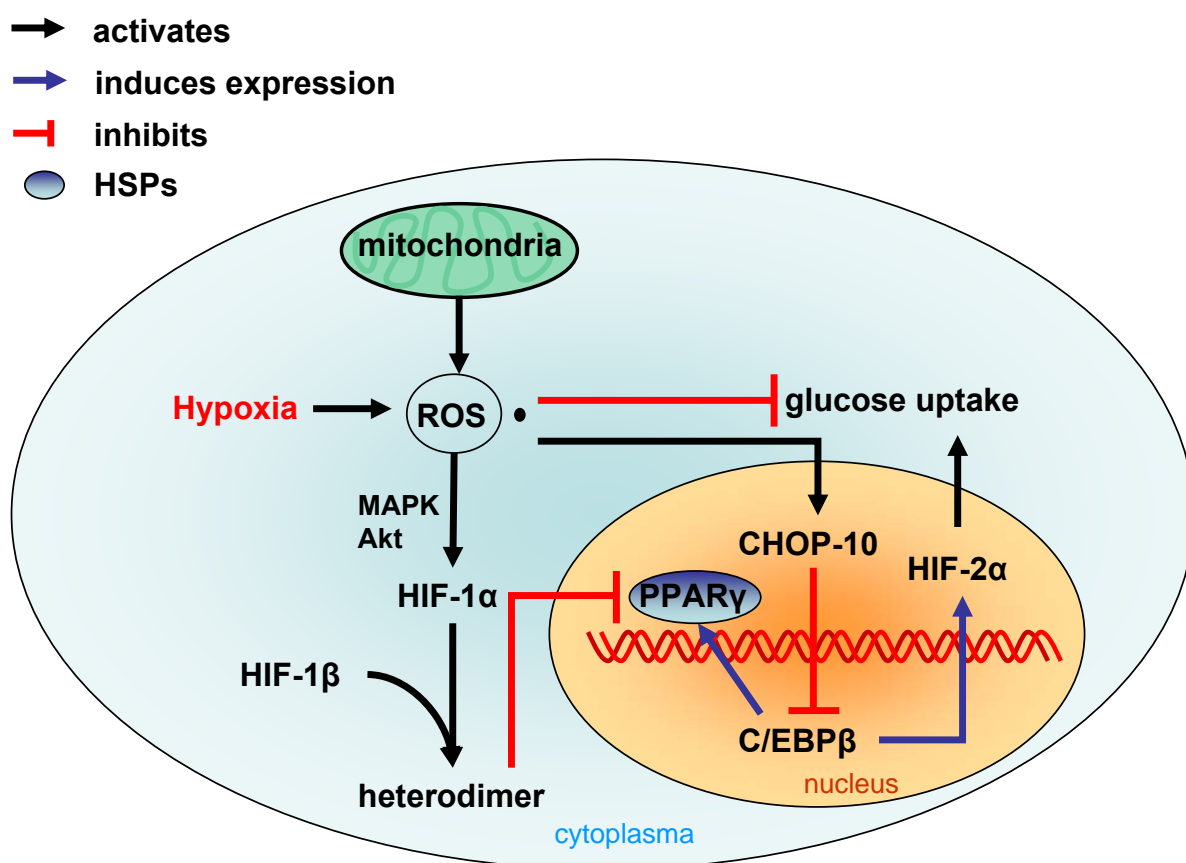 activates
induces expression
inhibits
HSPs
mitochondria
Hypoxia
ROS
glucose uptake
MAPK
Akt
CHOP-10
HIF-2α
HIF-1α
PPARγ
HIF-1β
C/EBPβ
nucleus
heterodimer
cytoplasma